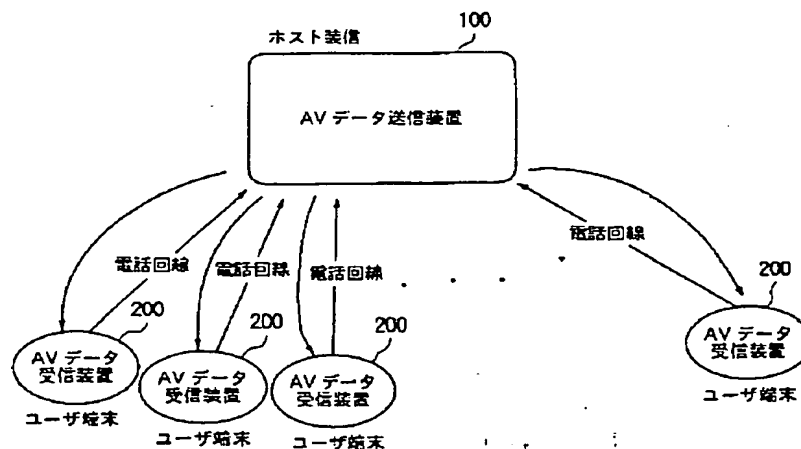 ホスト装信
100
AVデータ送信装置
電話回線
電話回線
電話回線
電話回線
200
AVデータ
受信装置
ユーザ端末
200
AVデータ
受信装置
ユーザ端末
200
AVデータ
受信装置
ユーザ端末
200
AVデータ
受信装置
ユーザ端末